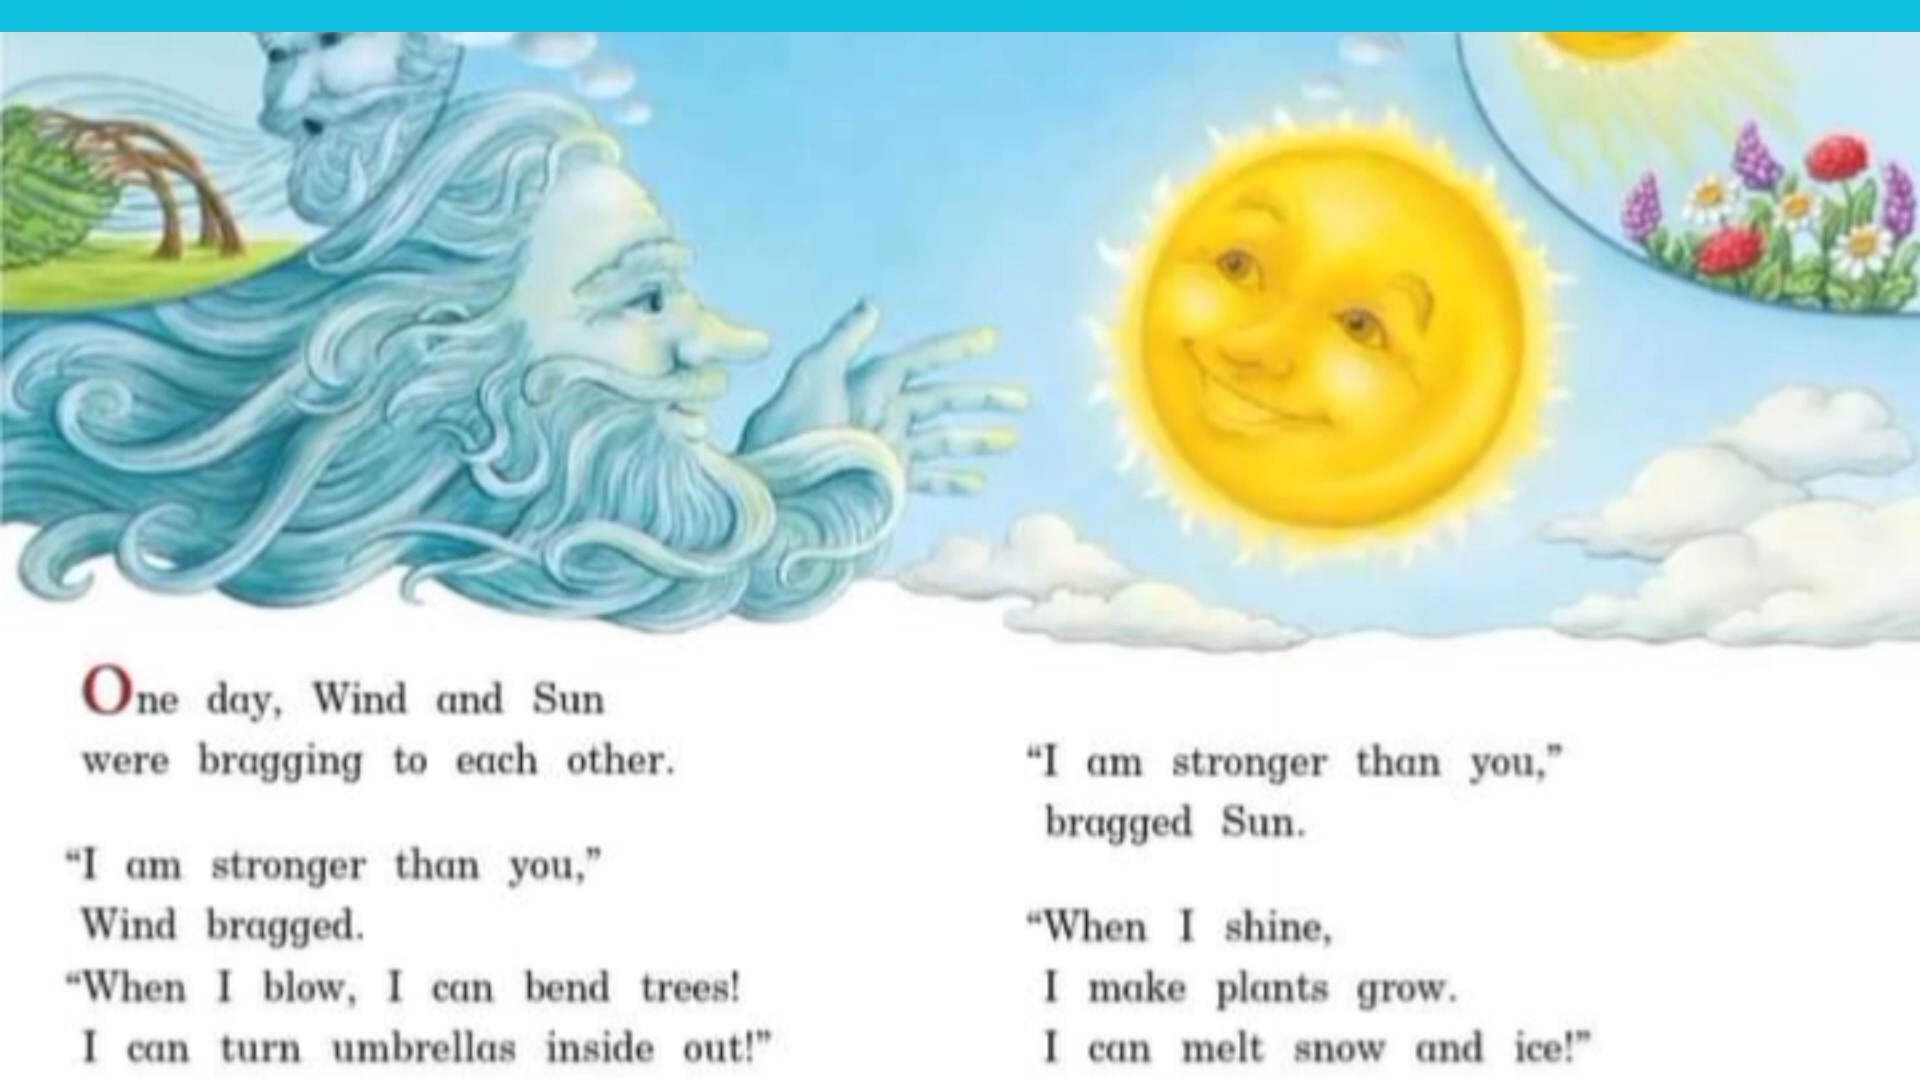 One day, Wind and Sun
were bragging to each other.
“I am stronger than you,”
Wind bragged.
“When I blow, I can bend trees!
I can turn umbrellas inside out!”
“I am stronger than you,”
bragged Sun.
“When I shine,
I make plants grow.
I can melt snow and ice!”